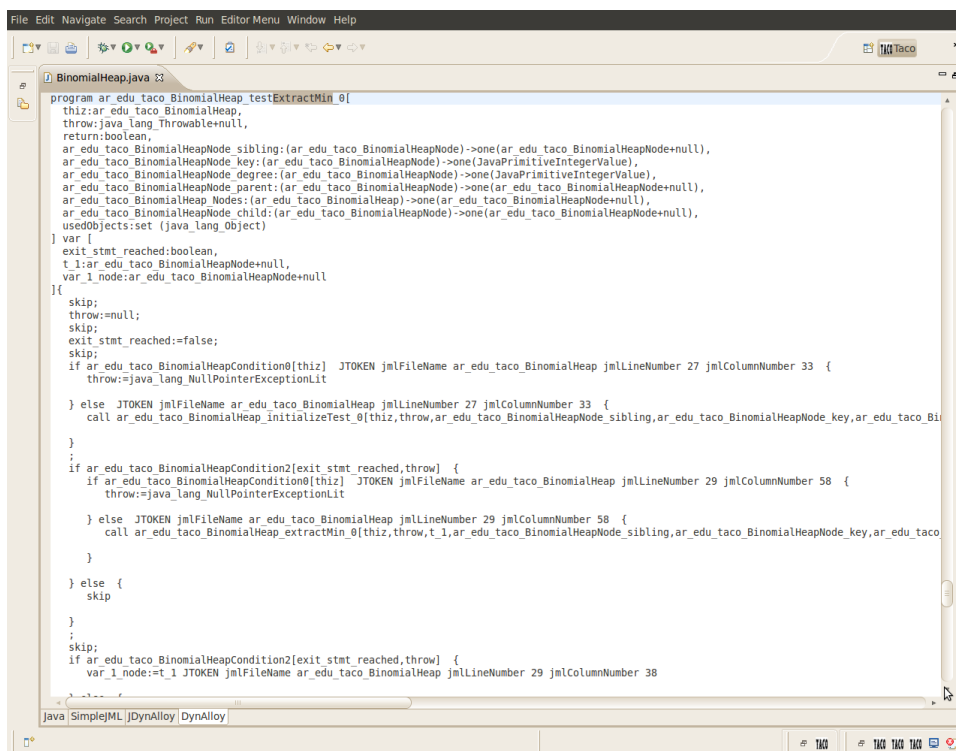 File Edit Navigate Search Project Run Editor Menu Window Help
TACO Taco
BinomialHeap.java
program ar_edu_taco_BinomialHeap_testExtractMin_0[
thiz:ar_edu_taco_BinomialHeap,
throw:java_lang_Throwable+null,
return:boolean,
ar_edu_taco_BinomialHeapNode_sibling:(ar_edu_taco_BinomialHeapNode)->one(ar_edu_taco_BinomialHeapNode+null),
ar_edu_taco_BinomialHeapNode_key:(ar_edu_taco_BinomialHeapNode)->one(JavaPrimitiveIntegerValue),
ar_edu_taco_BinomialHeapNode_degree:(ar_edu_taco_BinomialHeapNode)->one(JavaPrimitiveIntegerValue),
ar_edu_taco_BinomialHeapNode_parent:(ar_edu_taco_BinomialHeapNode)->one(ar_edu_taco_BinomialHeapNode+null),
ar_edu_taco_BinomialHeap_Nodes:(ar_edu_taco_BinomialHeap)->one(ar_edu_taco_BinomialHeapNode+null),
ar_edu_taco_BinomialHeapNode_child:(ar_edu_taco_BinomialHeapNode)->one(ar_edu_taco_BinomialHeapNode+null),
usedObjects:set (java_lang_Object)
] var [
exit_stmt_reached:boolean,
t_1:ar_edu_taco_BinomialHeapNode+null,
var_1_node:ar_edu_taco_BinomialHeapNode+null
]{
skip;
throw:=null;
skip;
exit_stmt_reached:=false;
skip;
if ar_edu_taco_BinomialHeapCondition0[thiz] JTOKEN jmlFileName ar_edu_taco_BinomialHeap jmlLineNumber 27 jmlColumnNumber 33 {
throw:=java_lang_NullPointerExceptionLit
} else JTOKEN jmlFileName ar_edu_taco_BinomialHeap jmlLineNumber 27 jmlColumnNumber 33 {
call ar_edu_taco_BinomialHeap_initializeTest_0[thiz,throw,ar_edu_taco_BinomialHeapNode_sibling,ar_edu_taco_BinomialHeapNode_key,ar_edu_taco_Bi
}
;
if ar_edu_taco_BinomialHeapCondition2[exit_stmt_reached,throw] {
if ar_edu_taco_BinomialHeapCondition0[thiz] JTOKEN jmlFileName ar_edu_taco_BinomialHeap jmlLineNumber 29 jmlColumnNumber 58 {
throw:=java_lang_NullPointerExceptionLit
} else JTOKEN jmlFileName ar_edu_taco_BinomialHeap jmlLineNumber 29 jmlColumnNumber 58 {
call ar_edu_taco_BinomialHeap_extractMin_0[thiz,throw,t_1,ar_edu_taco_BinomialHeapNode_sibling,ar_edu_taco_BinomialHeapNode_key,ar_edu_taco_
}
} else {
skip
}
;
skip;
if ar_edu_taco_BinomialHeapCondition2[exit_stmt_reached,throw] {
var_1_node:=t_1 JTOKEN jmlFileName ar_edu_taco_BinomialHeap jmlLineNumber 29 jmlColumnNumber 38
} else {
Java SimpleJML JDynAlloy DynAlloy
TACO TACO TACO TACO